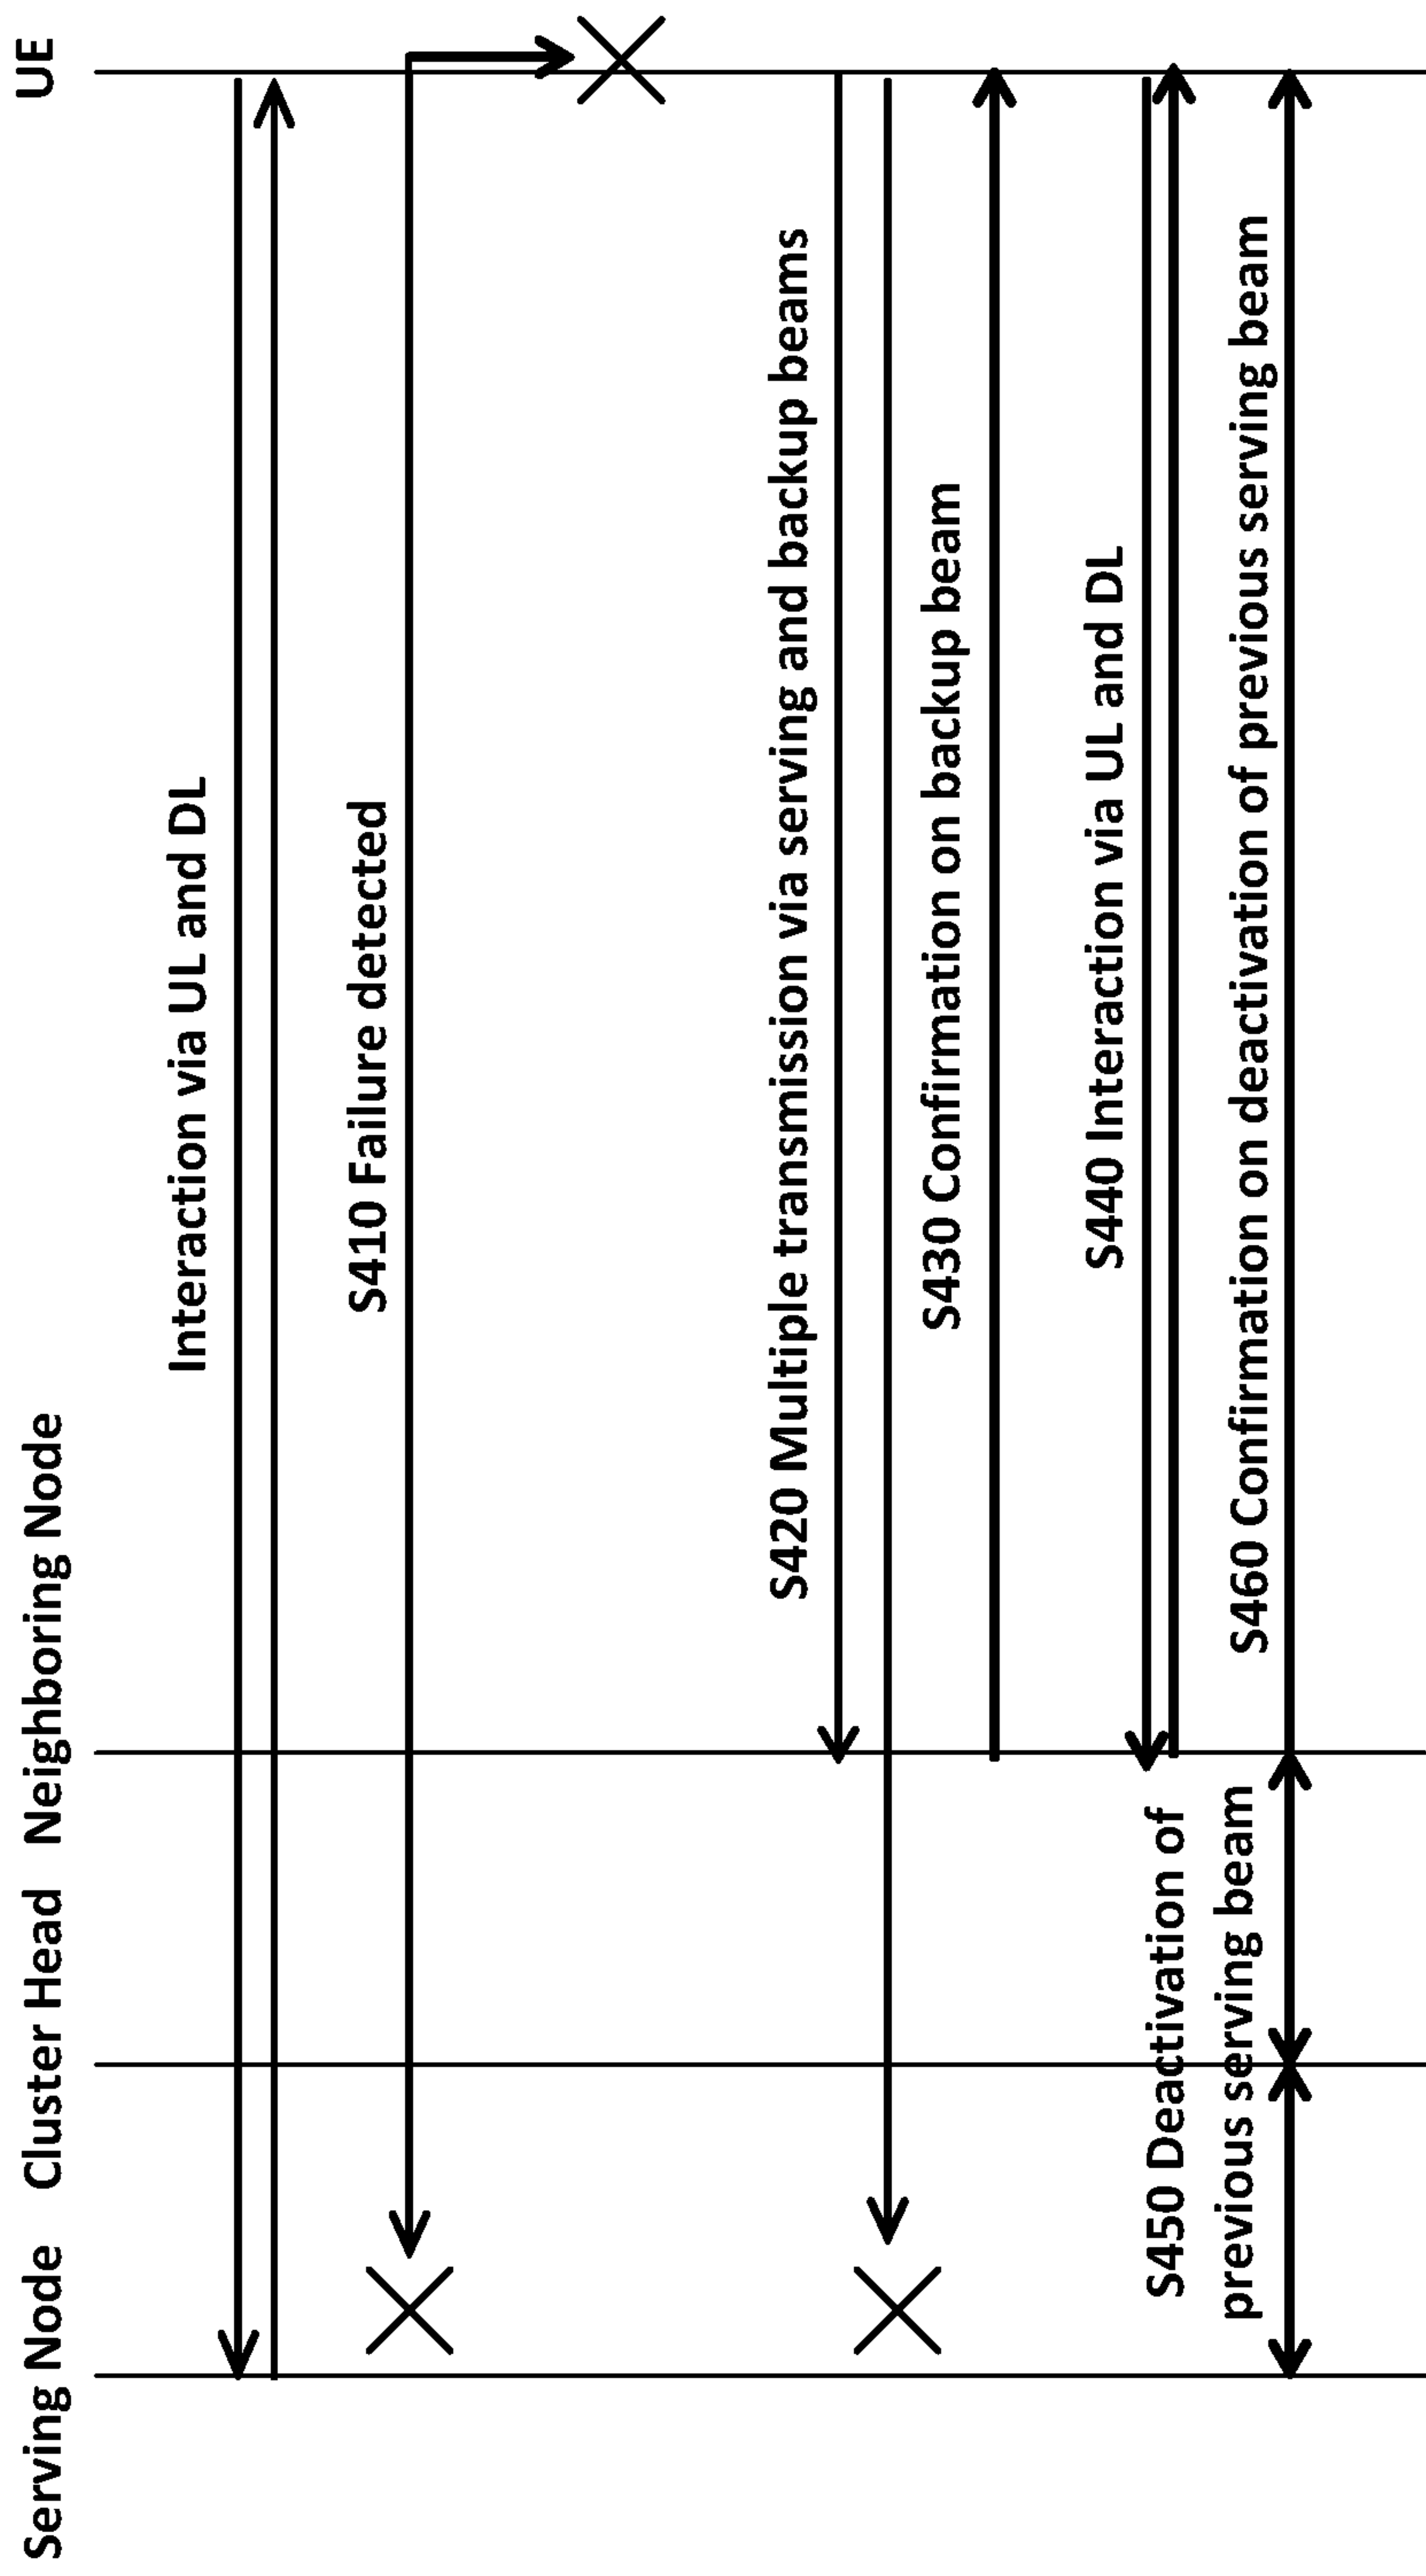 Serving Node
Cluster Head
Neighboring Node
UE
Interaction via UL and DL
S410 Failure detected
S420 Multiple transmission via serving and backup beams
S430 Confirmation on backup beam
S440 Interaction via UL and DL
S450 Deactivation of
previous serving beam
S460 Confirmation on deactivation of previous serving beam